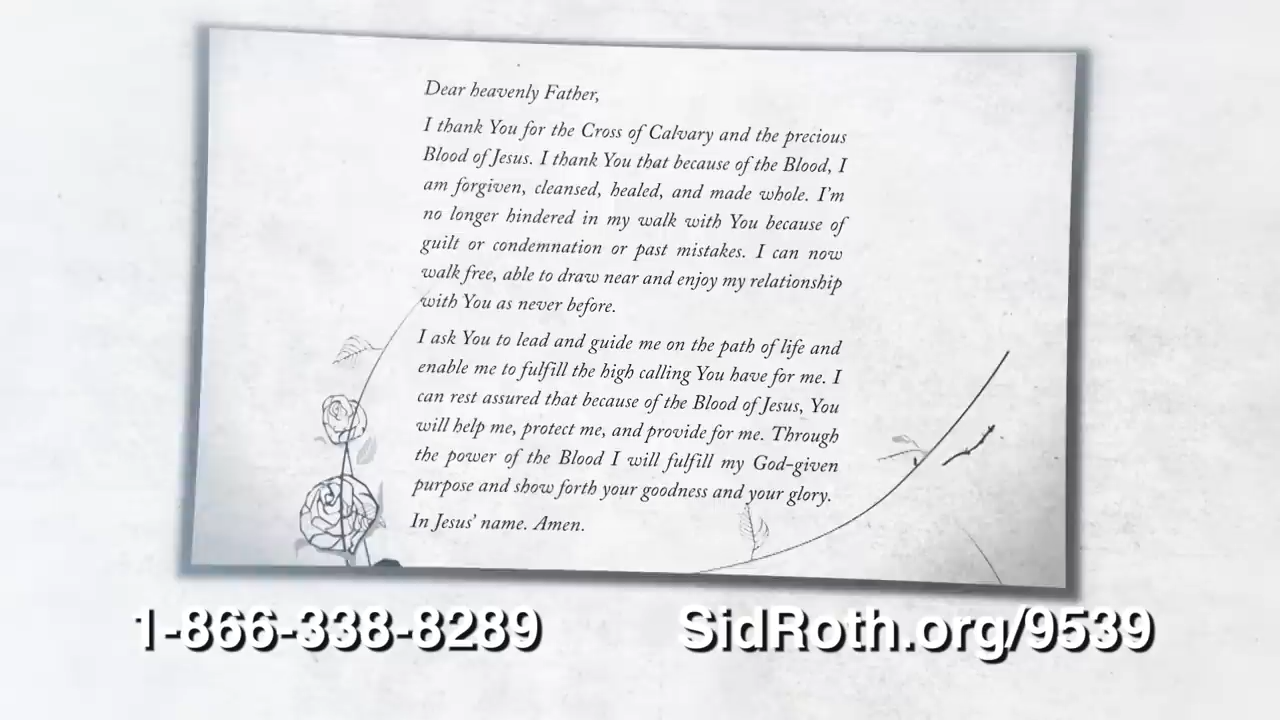 Dear heavenly Father,
I thank You for the Cross of Calvary and the precious
Blood of Jesus. I thank You that because of the Blood, I
am forgiven, cleansed, healed, and made whole. I'm
no longer hindered in my walk with You because of
guilt or condemnation or past mistakes. I can now
walk free, able to draw near and enjoy my relationship
with You as never before.
I ask You to lead and guide me on the path of life and
enable me to fulfill the high calling You have for me. I
can rest assured that because of the Blood of Jesus, You
will help me, protect me, and provide for me. Through
the power of the Blood I will fulfill my God-given
purpose and show forth your goodness and your glory.
In Jesus' name. Amen.
1-866-338-8289
SidRoth.org/9539